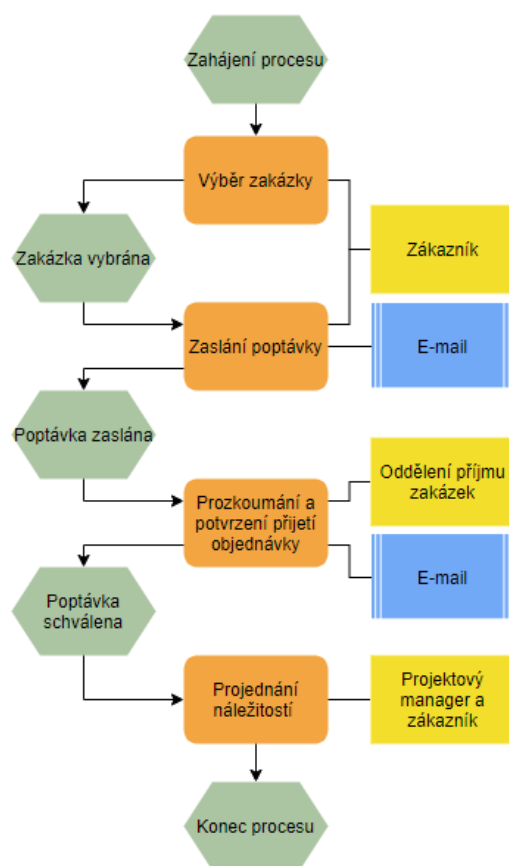 Zahájení procesu
Výběr zakázky
Zakázka vybrána
Zákazník
Zaslání poptávky
E-mail
Poptávka zaslána
Oddělení příjmu
zakázek
Prozkoumání a
potvrzení přijetí
objednávky
E-mail
Poptávka
schválena
Projednání
náležitostí
Projektový
manager a
zákazník
Konec procesu